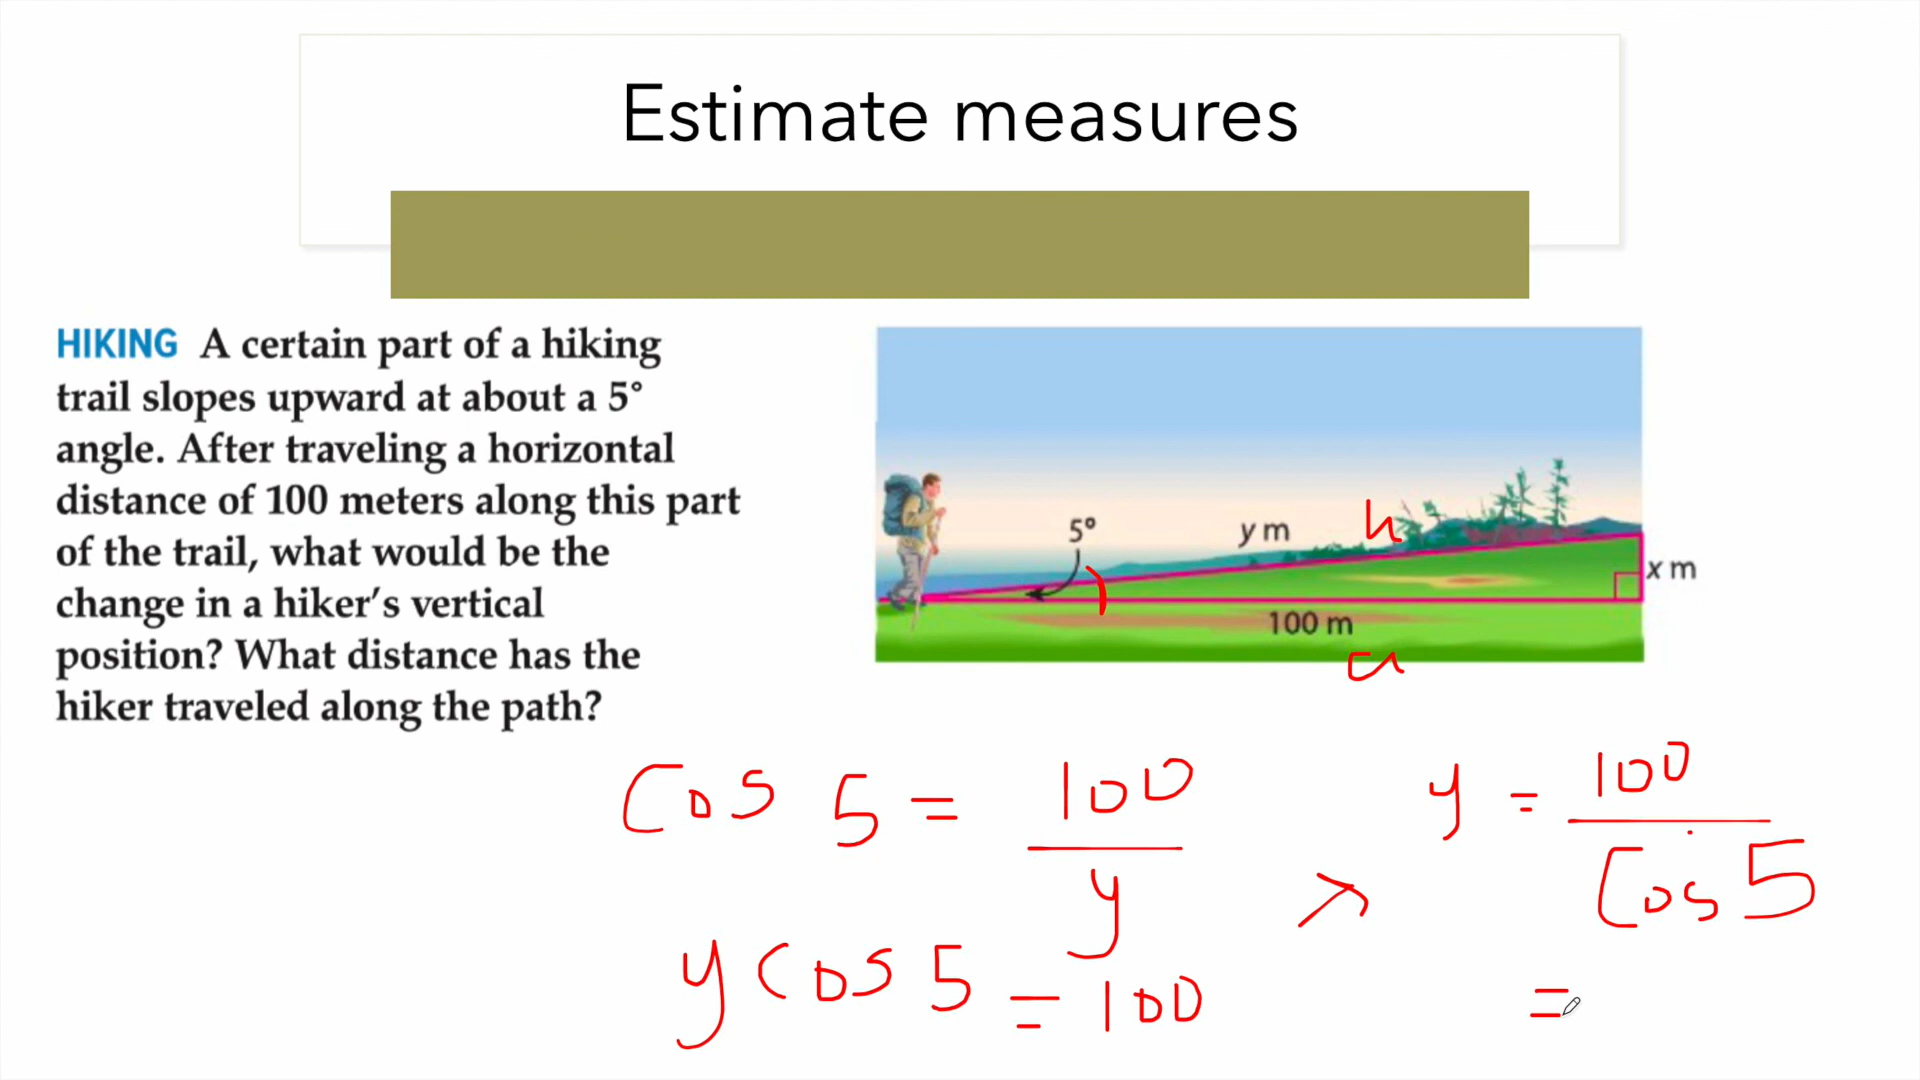 Estimate measures
HIKING A certain part of a hiking
trail slopes upward at about a 5°
angle. After traveling a horizontal
distance of 100 meters along this part
of the trail, what would be the
change in a hiker's vertical
position? What distance has the
hiker traveled along the path?
5°
y m
h
x m
100 m
a
Cos 5 = 100/y
y cos 5 = 100
y = 100/Cos 5
=